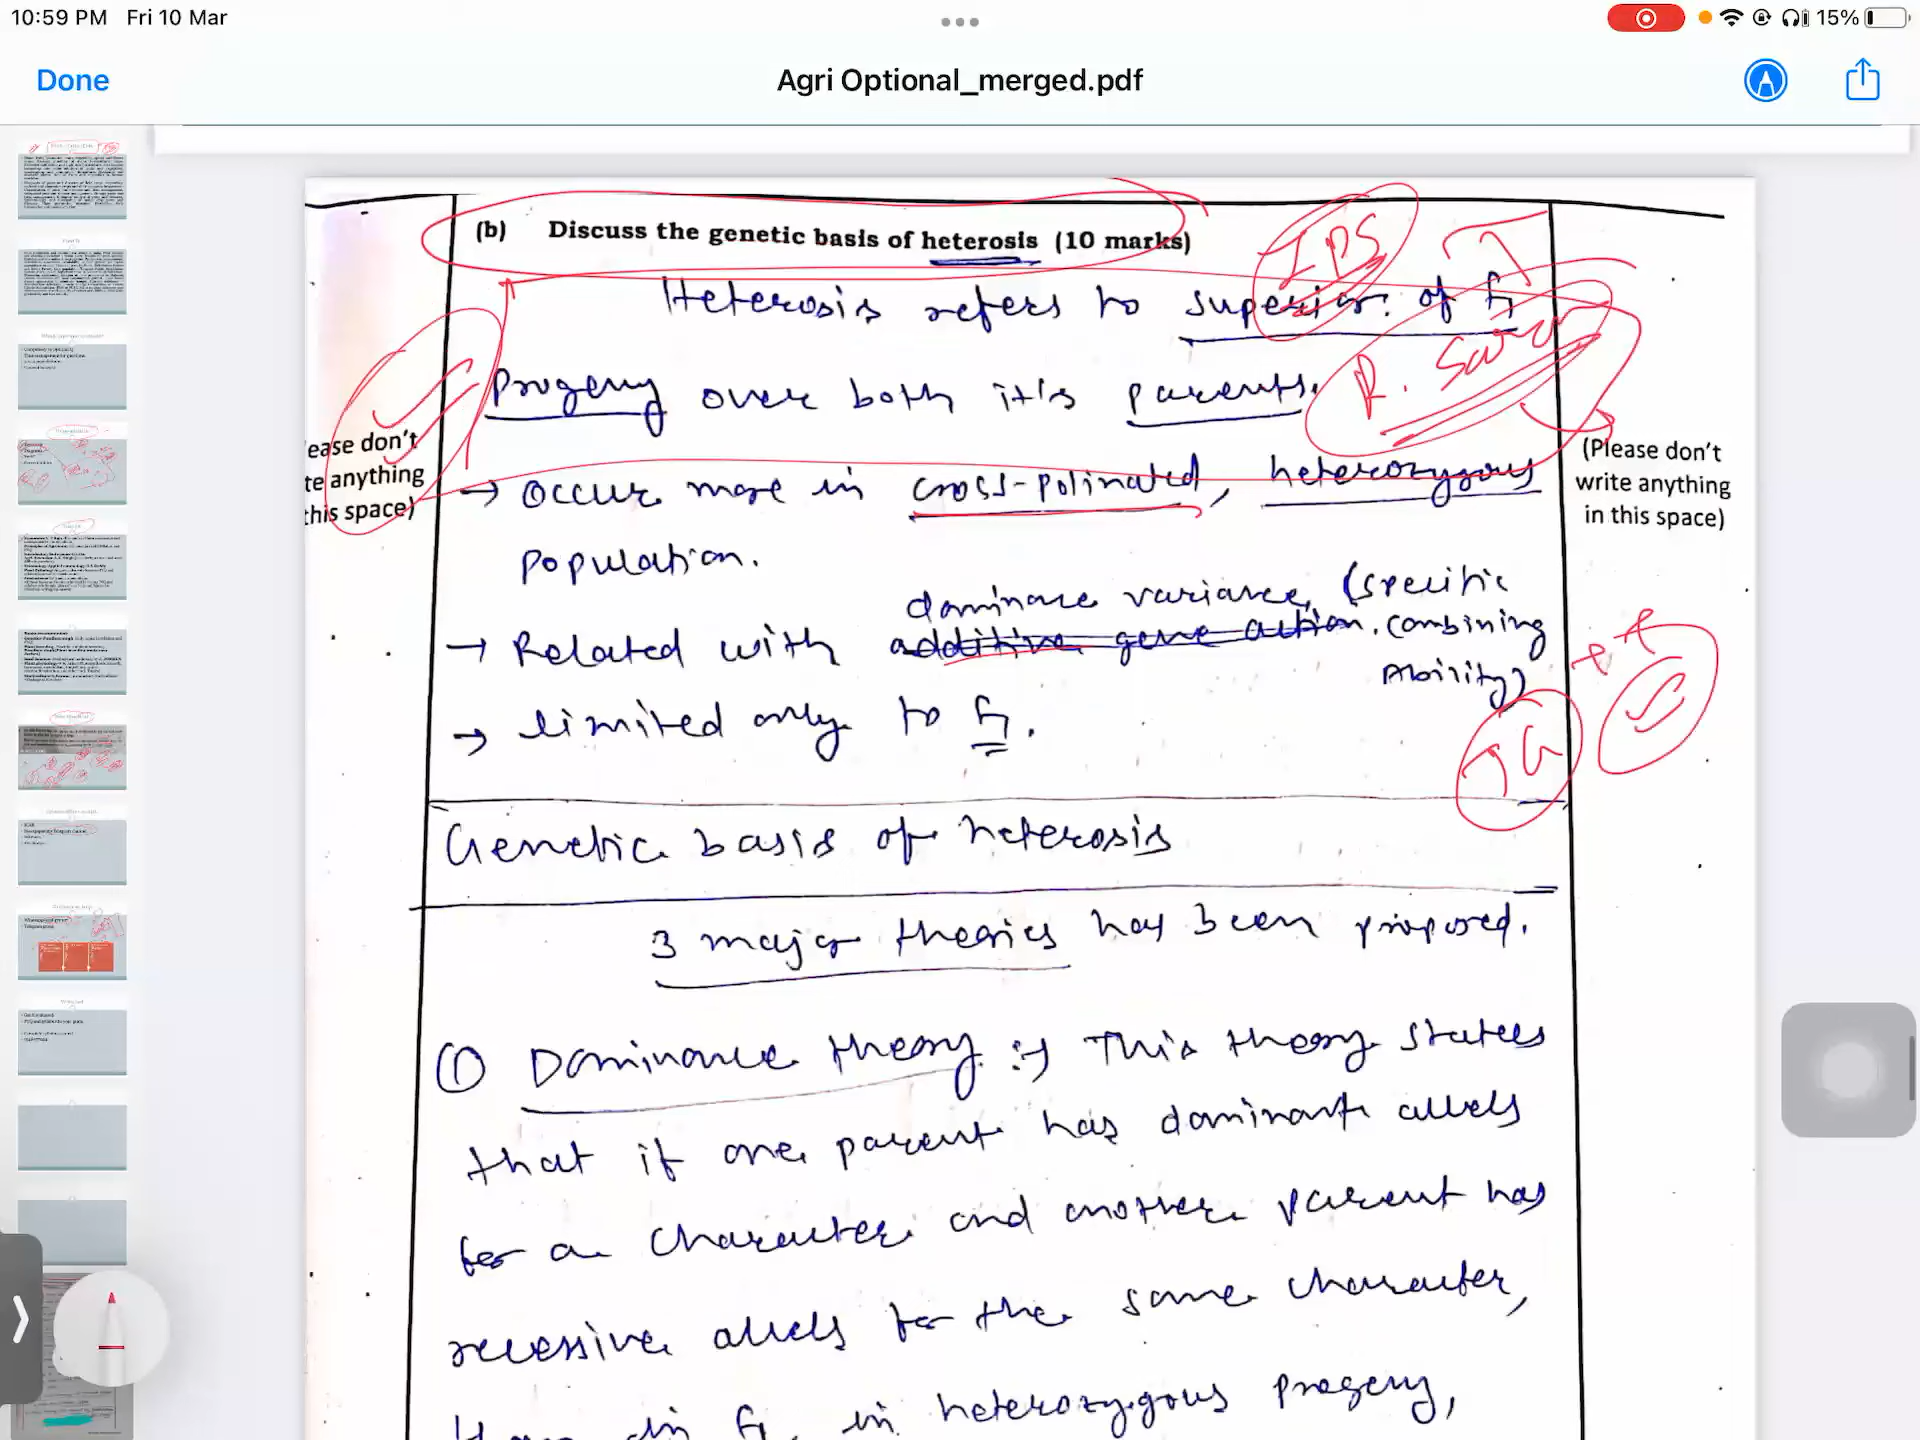 10:59 PM Fri 10 Mar
15%
Done
Agri Optional_merged.pdf
(b) Discuss the genetic basis of heterosis (10 marks)
IDS
Heterosis refers to superior. of F1
R.
Progeny over both it's parents.
ease don't
te anything
this space)
(Please don't
write anything
in this space)
→ Occur more in cross-polinated, heterozygous
population.
dominance variance, (specific
→ Related with additive gene action. combining
Ability)
→ limited only to F1.
Genetic basis of heterosis
3 major theories has been proposed.
① Dominance theory :→ This theory states
that if one parent has dominant allels
for a character and another parent has
recessive allels for the same character,
in F1 in heterozygous progeny,